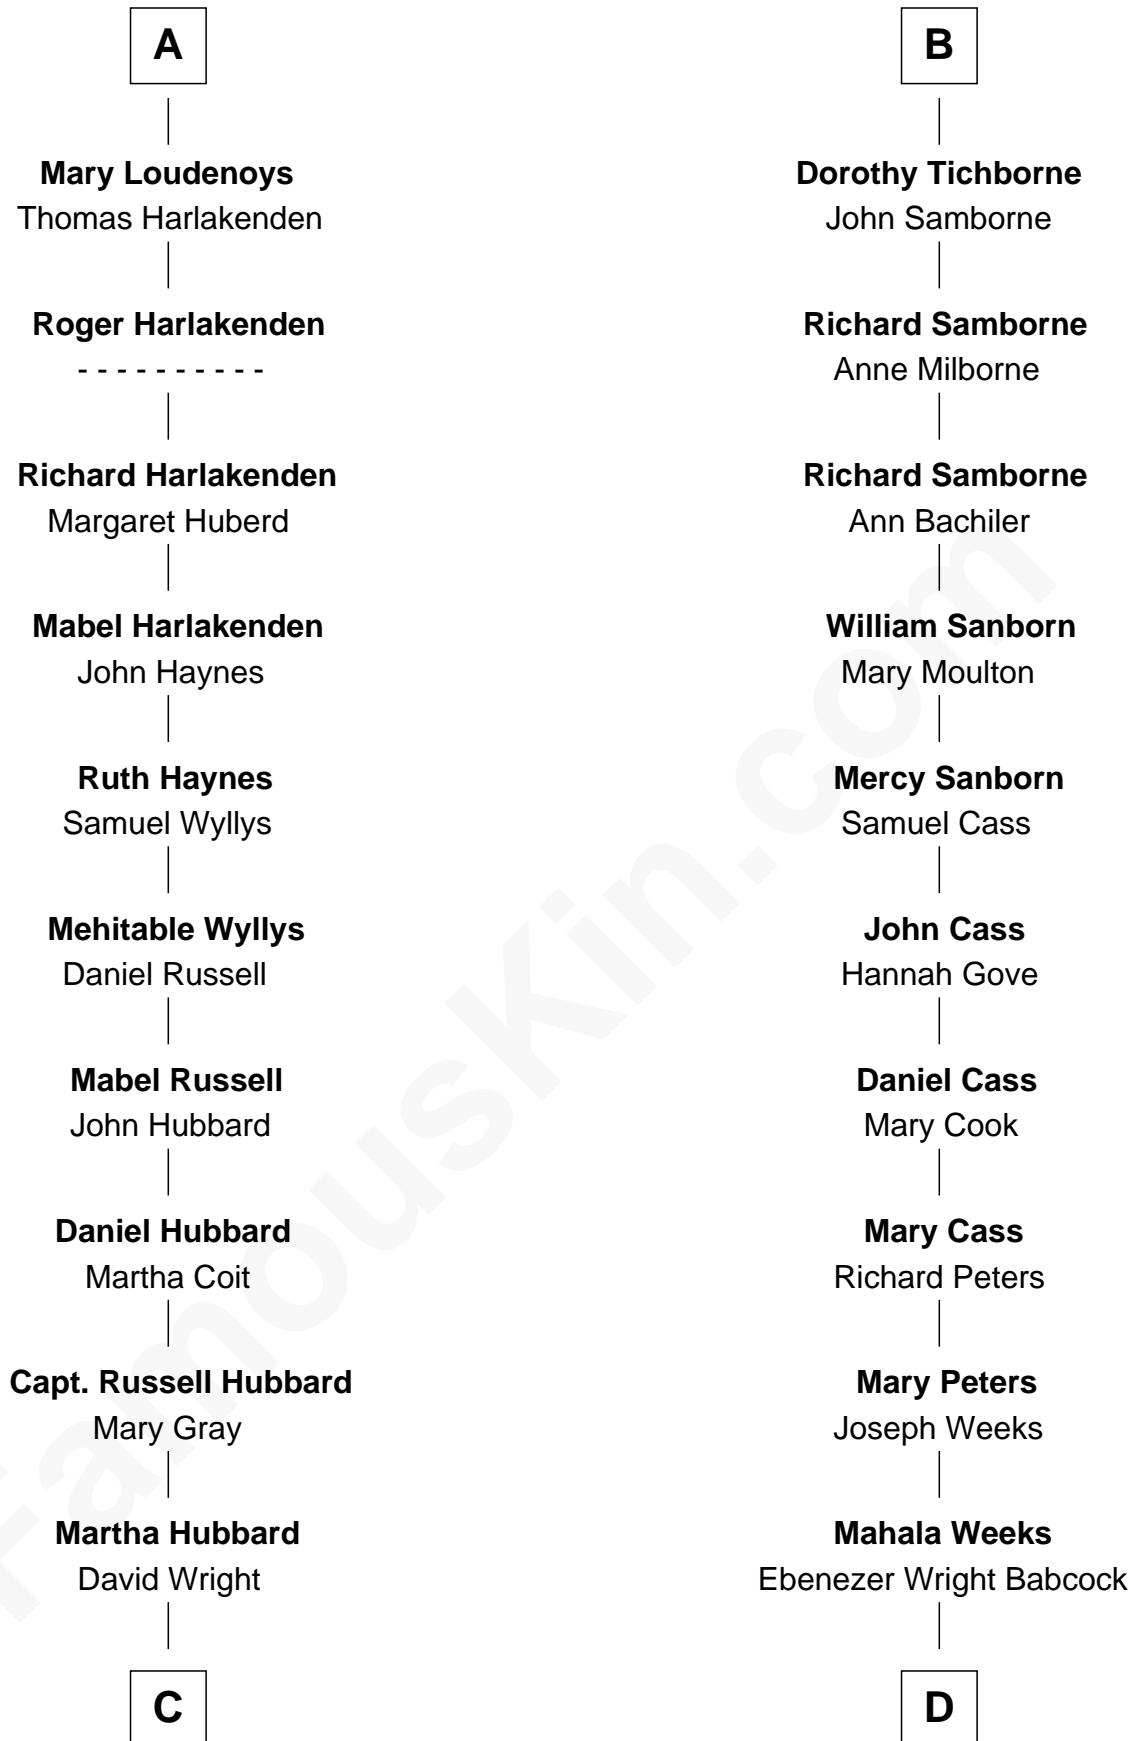 A
Mary Loudenoys
Thomas Harlakenden
Roger Harlakenden
- - - - - - - - - -
Richard Harlakenden
Margaret Huberd
Mabel Harlakenden
John Haynes
Ruth Haynes
Samuel Wyllys
Mehitable Wyllys
Daniel Russell
Mabel Russell
John Hubbard
Daniel Hubbard
Martha Coit
Capt. Russell Hubbard
Mary Gray
Martha Hubbard
David Wright
C
B
Dorothy Tichborne
John Samborne
Richard Samborne
Anne Milborne
Richard Samborne
Ann Bachiler
William Sanborn
Mary Moulton
Mercy Sanborn
Samuel Cass
John Cass
Hannah Gove
Daniel Cass
Mary Cook
Mary Cass
Richard Peters
Mary Peters
Joseph Weeks
Mahala Weeks
Ebenezer Wright Babcock
D
FamousKin.com